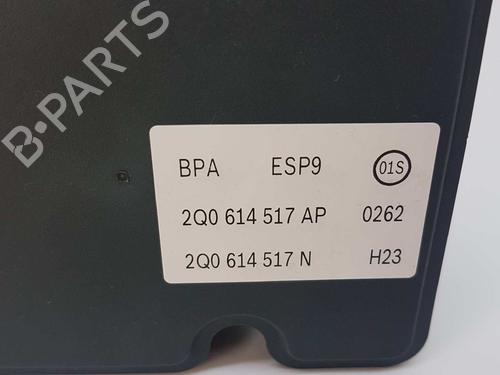 B-PARTS
BPA ESP9 01S
2Q0 614 517 AP 0262
2Q0 614 517 N H23